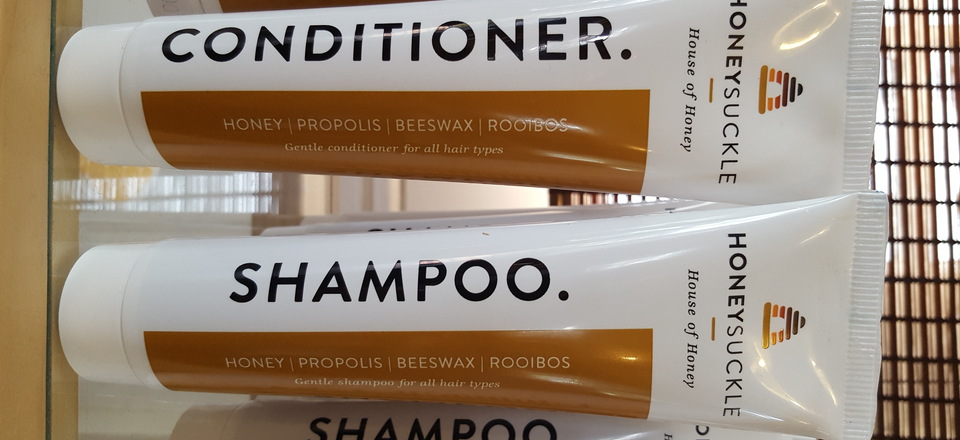 CONDITIONER.
HONEY | PROPOLIS | BEESWAX | ROOIBOS
Gentle conditioner for all hair types
HONEYSUCKLE
House of Honey
SHAMPOO.
HONEY | PROPOLIS | BEESWAX | ROOIBOS
Gentle shampoo for all hair types
HONEYSUCKLE
House of Honey
SHAMPOO